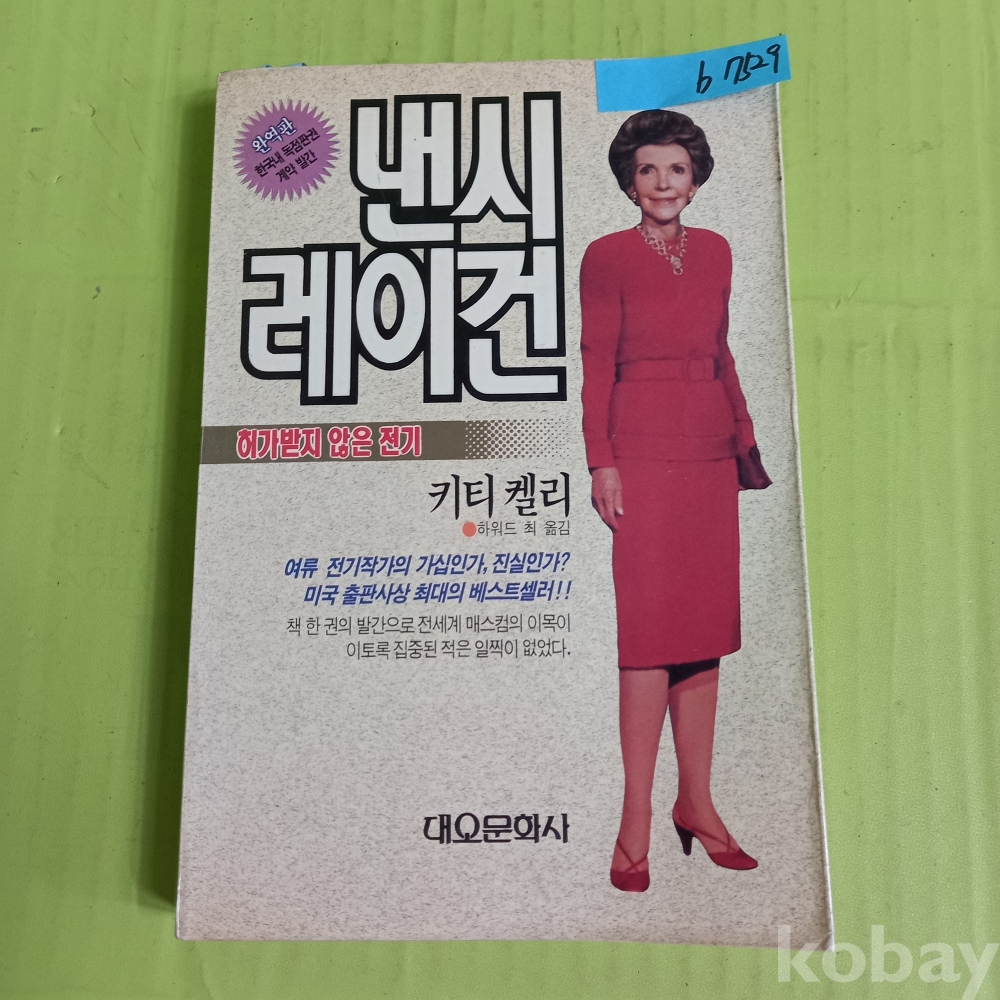 b 17529
완역판
한국내 독점판권
계약 발간
낸시
레이건
허가받지 않은 전기
키티 켈리
하워드 최 옮김
여류 전기작가의 가십인가, 진실인가?
미국 출판사상 최대의 베스트셀러!!
책 한 권의 발간으로 전세계 매스컴의 이목이
이토록 집중된 적은 일찍이 없었다.
대오문화사
kobay